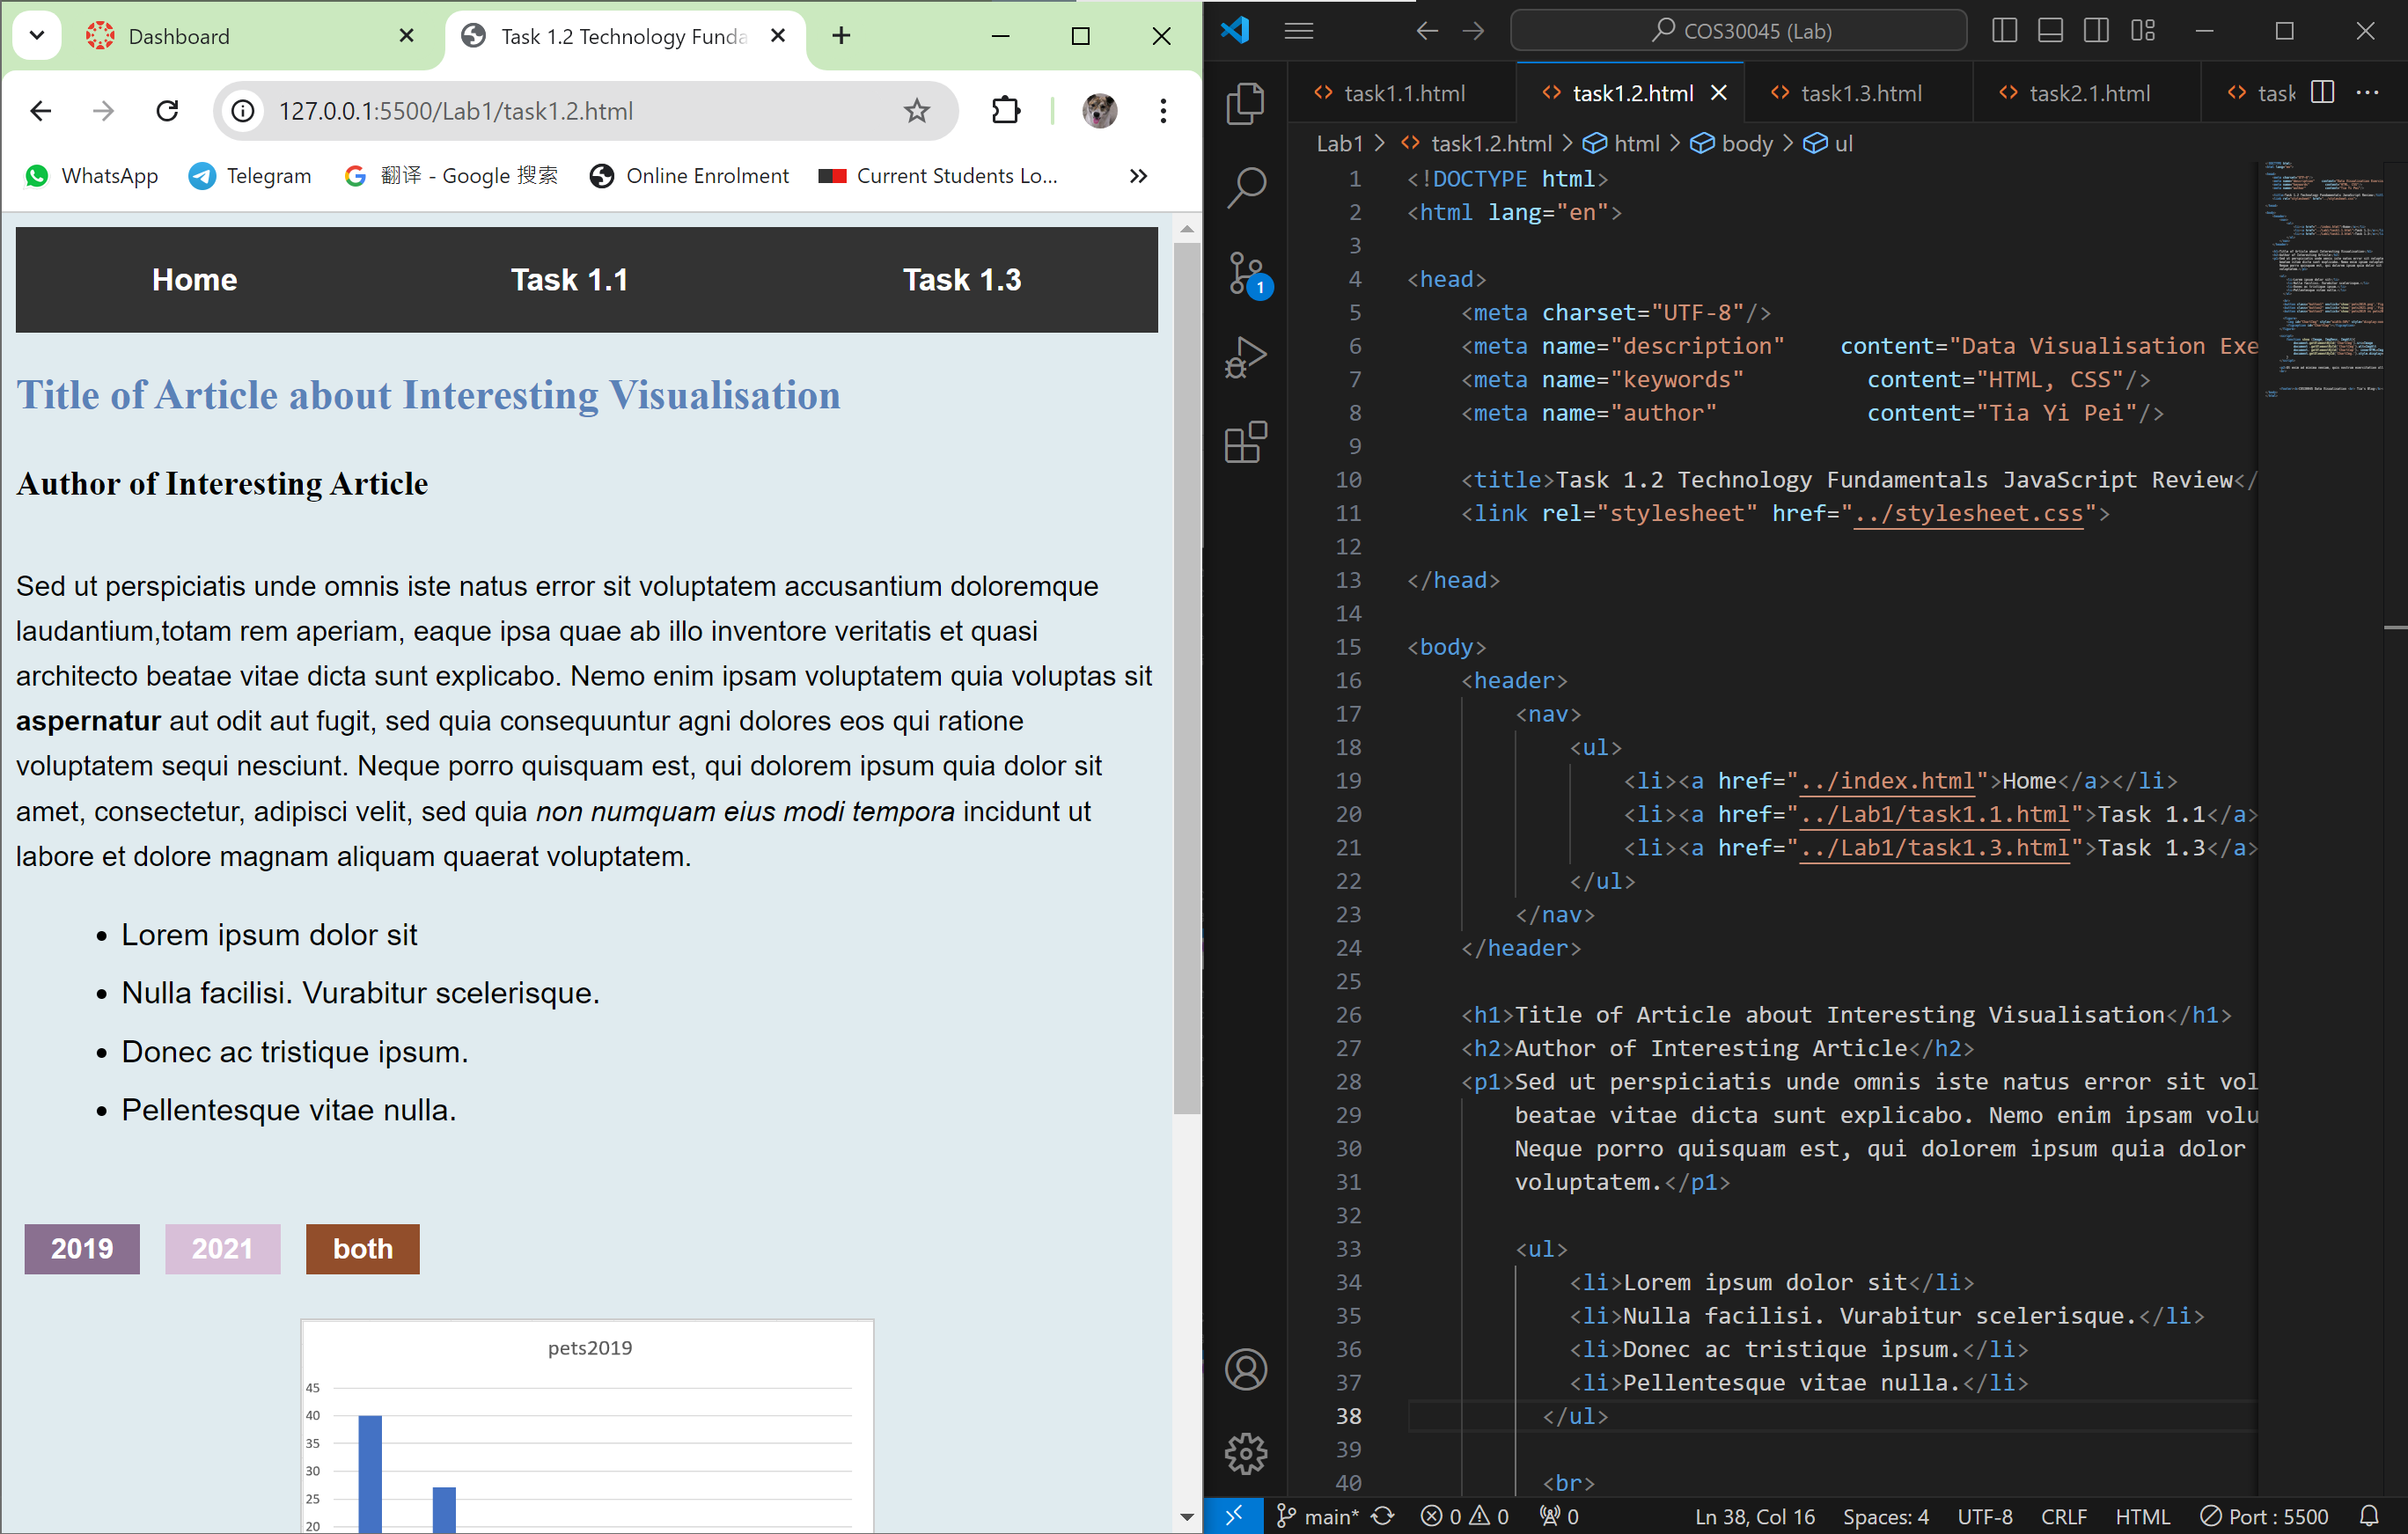 Dashboard
Task 1.2 Technology Funda
127.0.0.1:5500/Lab1/task1.2.html
WhatsApp
Telegram
翻译 - Google 搜索
Online Enrolment
Current Students Lo...
Home
Task 1.1
Task 1.3
Title of Article about Interesting Visualisation
Author of Interesting Article
Sed ut perspiciatis unde omnis iste natus error sit voluptatem accusantium doloremque
laudantium,totam rem aperiam, eaque ipsa quae ab illo inventore veritatis et quasi
architecto beatae vitae dicta sunt explicabo. Nemo enim ipsam voluptatem quia voluptas sit
aspernatur aut odit aut fugit, sed quia consequuntur agni dolores eos qui ratione
voluptatem sequi nesciunt. Neque porro quisquam est, qui dolorem ipsum quia dolor sit
amet, consectetur, adipisci velit, sed quia non numquam eius modi tempora incidunt ut
labore et dolore magnam aliquam quaerat voluptatem.
• Lorem ipsum dolor sit
• Nulla facilisi. Vurabitur scelerisque.
• Donec ac tristique ipsum.
• Pellentesque vitae nulla.
2019
2021
both
pets2019
45
40
35
30
25
20
COS30045 (Lab)
task1.1.html
task1.2.html
task1.3.html
task2.1.html
task
Lab1 > task1.2.html > html > body > ul
1
1 <!DOCTYPE html>
2 <html lang="en">
3
4 <head>
5 <meta charset="UTF-8"/>
6 <meta name="description" content="Data Visualisation Exe
7 <meta name="keywords" content="HTML, CSS"/>
8 <meta name="author" content="Tia Yi Pei"/>
9
10 <title>Task 1.2 Technology Fundamentals JavaScript Review</
11 <link rel="stylesheet" href="../stylesheet.css">
12
13 </head>
14
15 <body>
16 <header>
17 <nav>
18 <ul>
19 <li><a href="../index.html">Home</a></li>
20 <li><a href="../Lab1/task1.1.html">Task 1.1</a>
21 <li><a href="../Lab1/task1.3.html">Task 1.3</a>
22 </ul>
23 </nav>
24 </header>
25
26 <h1>Title of Article about Interesting Visualisation</h1>
27 <h2>Author of Interesting Article</h2>
28 <p1>Sed ut perspiciatis unde omnis iste natus error sit vol
29 beatae vitae dicta sunt explicabo. Nemo enim ipsam volu
30 Neque porro quisquam est, qui dolorem ipsum quia dolor
31 voluptatem.</p1>
32
33 <ul>
34 <li>Lorem ipsum dolor sit</li>
35 <li>Nulla facilisi. Vurabitur scelerisque.</li>
36 <li>Donec ac tristique ipsum.</li>
37 <li>Pellentesque vitae nulla.</li>
38 </ul>
39
40 <br>
main* 0 0 0 Ln 38, Col 16 Spaces: 4 UTF-8 CRLF HTML Port : 5500